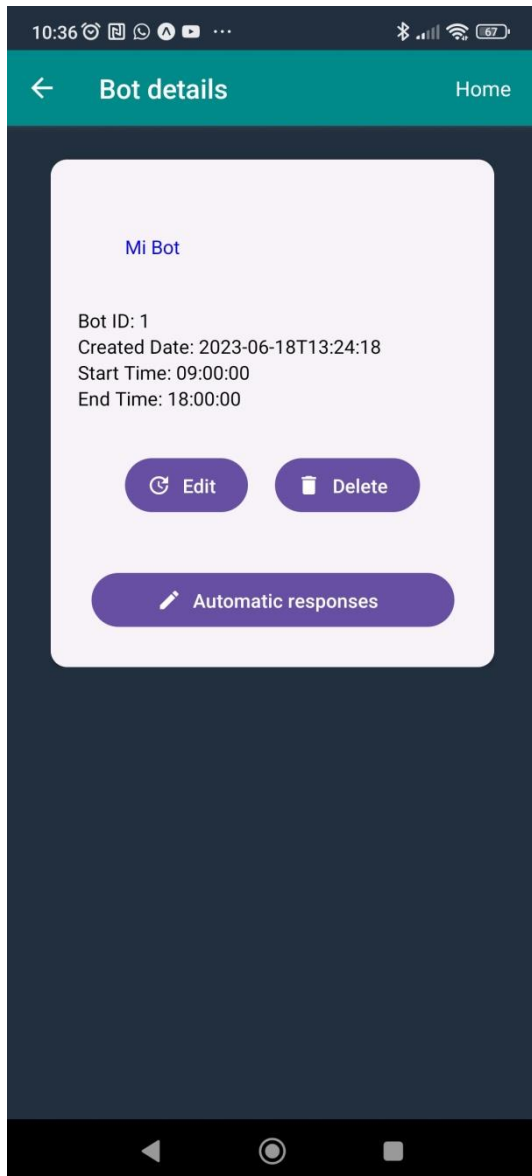 10:36
67
Bot details
Home
Mi Bot
Bot ID: 1
Created Date: 2023-06-18T13:24:18
Start Time: 09:00:00
End Time: 18:00:00
Edit
Delete
Automatic responses